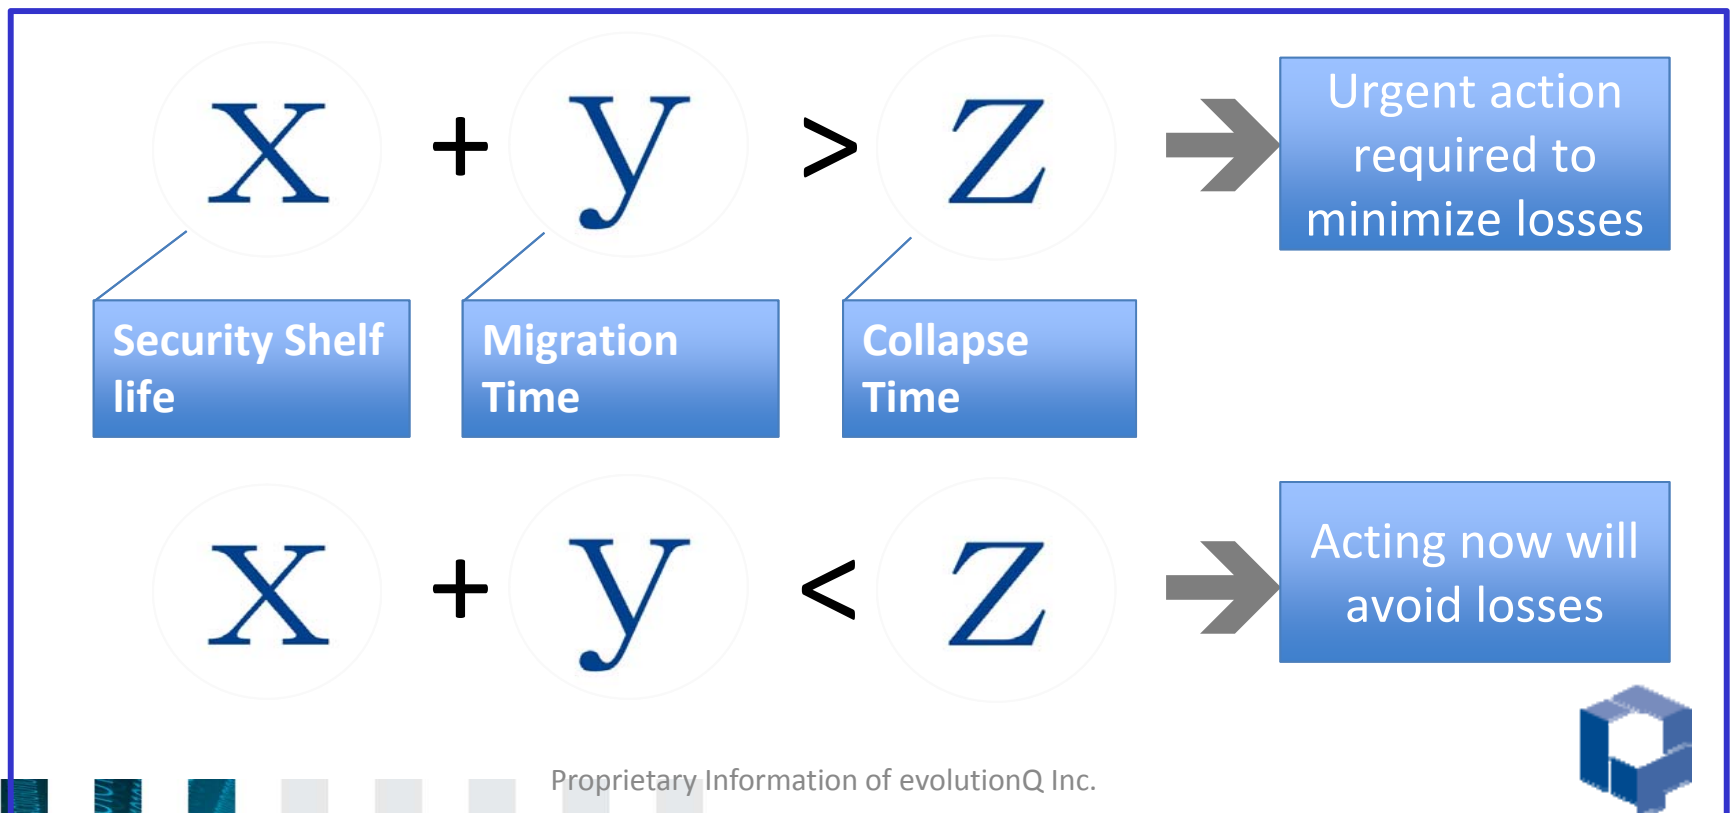 x + y > z
Urgent action
required to
minimize losses
Security Shelf
life
Migration
Time
Collapse
Time
x + y < z
Acting now will
avoid losses
Proprietary Information of evolutionQ Inc.